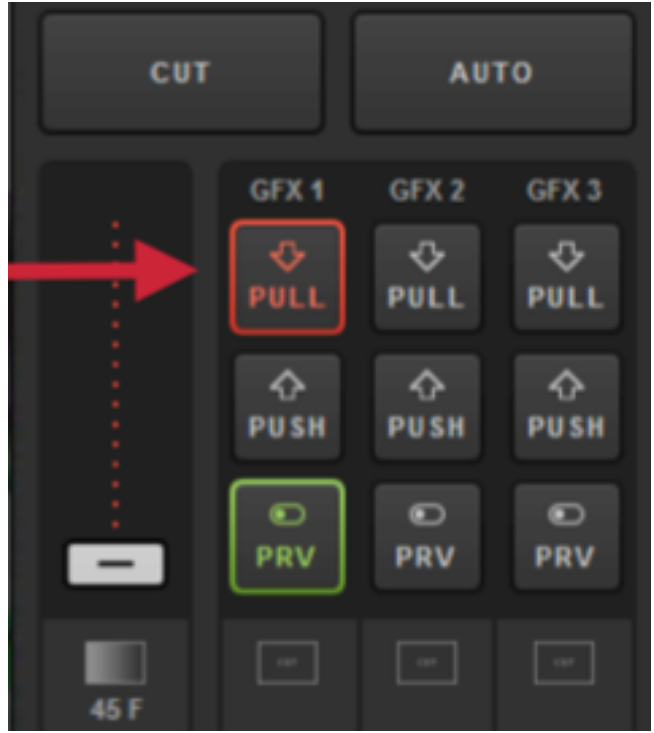 CUT AUTO
GFX 1 GFX 2 GFX 3
PULL PULL PULL
PUSH PUSH PUSH
PRV PRV PRV
45 F